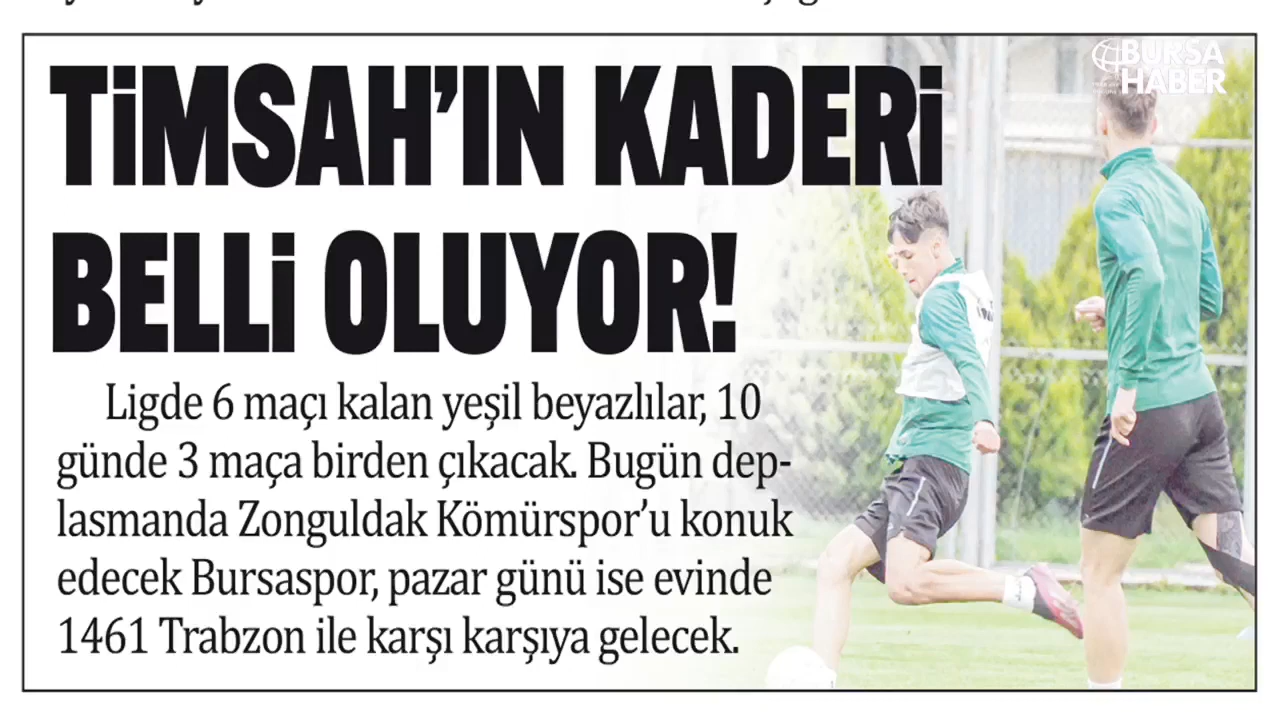 BURSA
HABER
TİMSAH'IN KADERİ
BELLİ OLUYOR!
Ligde 6 maçı kalan yeşil beyazlılar, 10
günde 3 maça birden çıkacak. Bugün dep-
lasmanda Zonguldak Kömürspor'u konuk
edecek Bursaspor, pazar günü ise evinde
1461 Trabzon ile karşı karşıya gelecek.